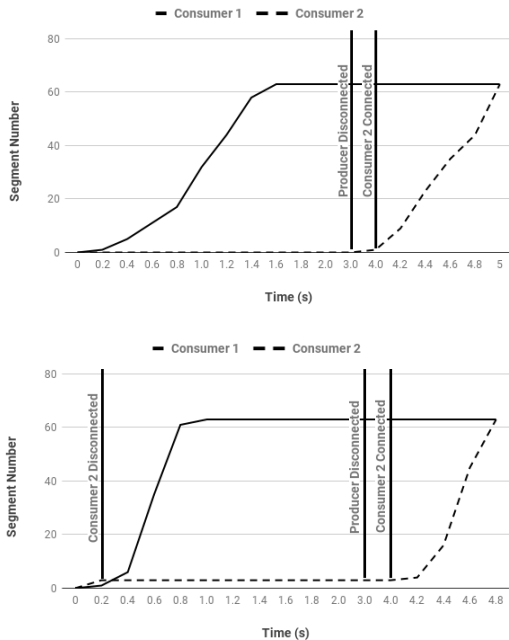 Consumer 1 Consumer 2
80
60
40
20
0
Segment Number
Producer Disconnected
Consumer 2 Connected
0 0.2 0.4 0.6 0.8 1.0 1.2 1.4 1.6 1.8 2.0 3.0 4.0 4.2 4.4 4.6 4.8 5
Time (s)
Consumer 1 Consumer 2
80
60
40
20
0
Segment Number
Consumer 2 Disconnected
Producer Disconnected
Consumer 2 Connected
0 0.2 0.4 0.6 0.8 1.0 1.2 1.4 1.6 1.8 2.0 3.0 4.0 4.2 4.4 4.6 4.8
Time (s)